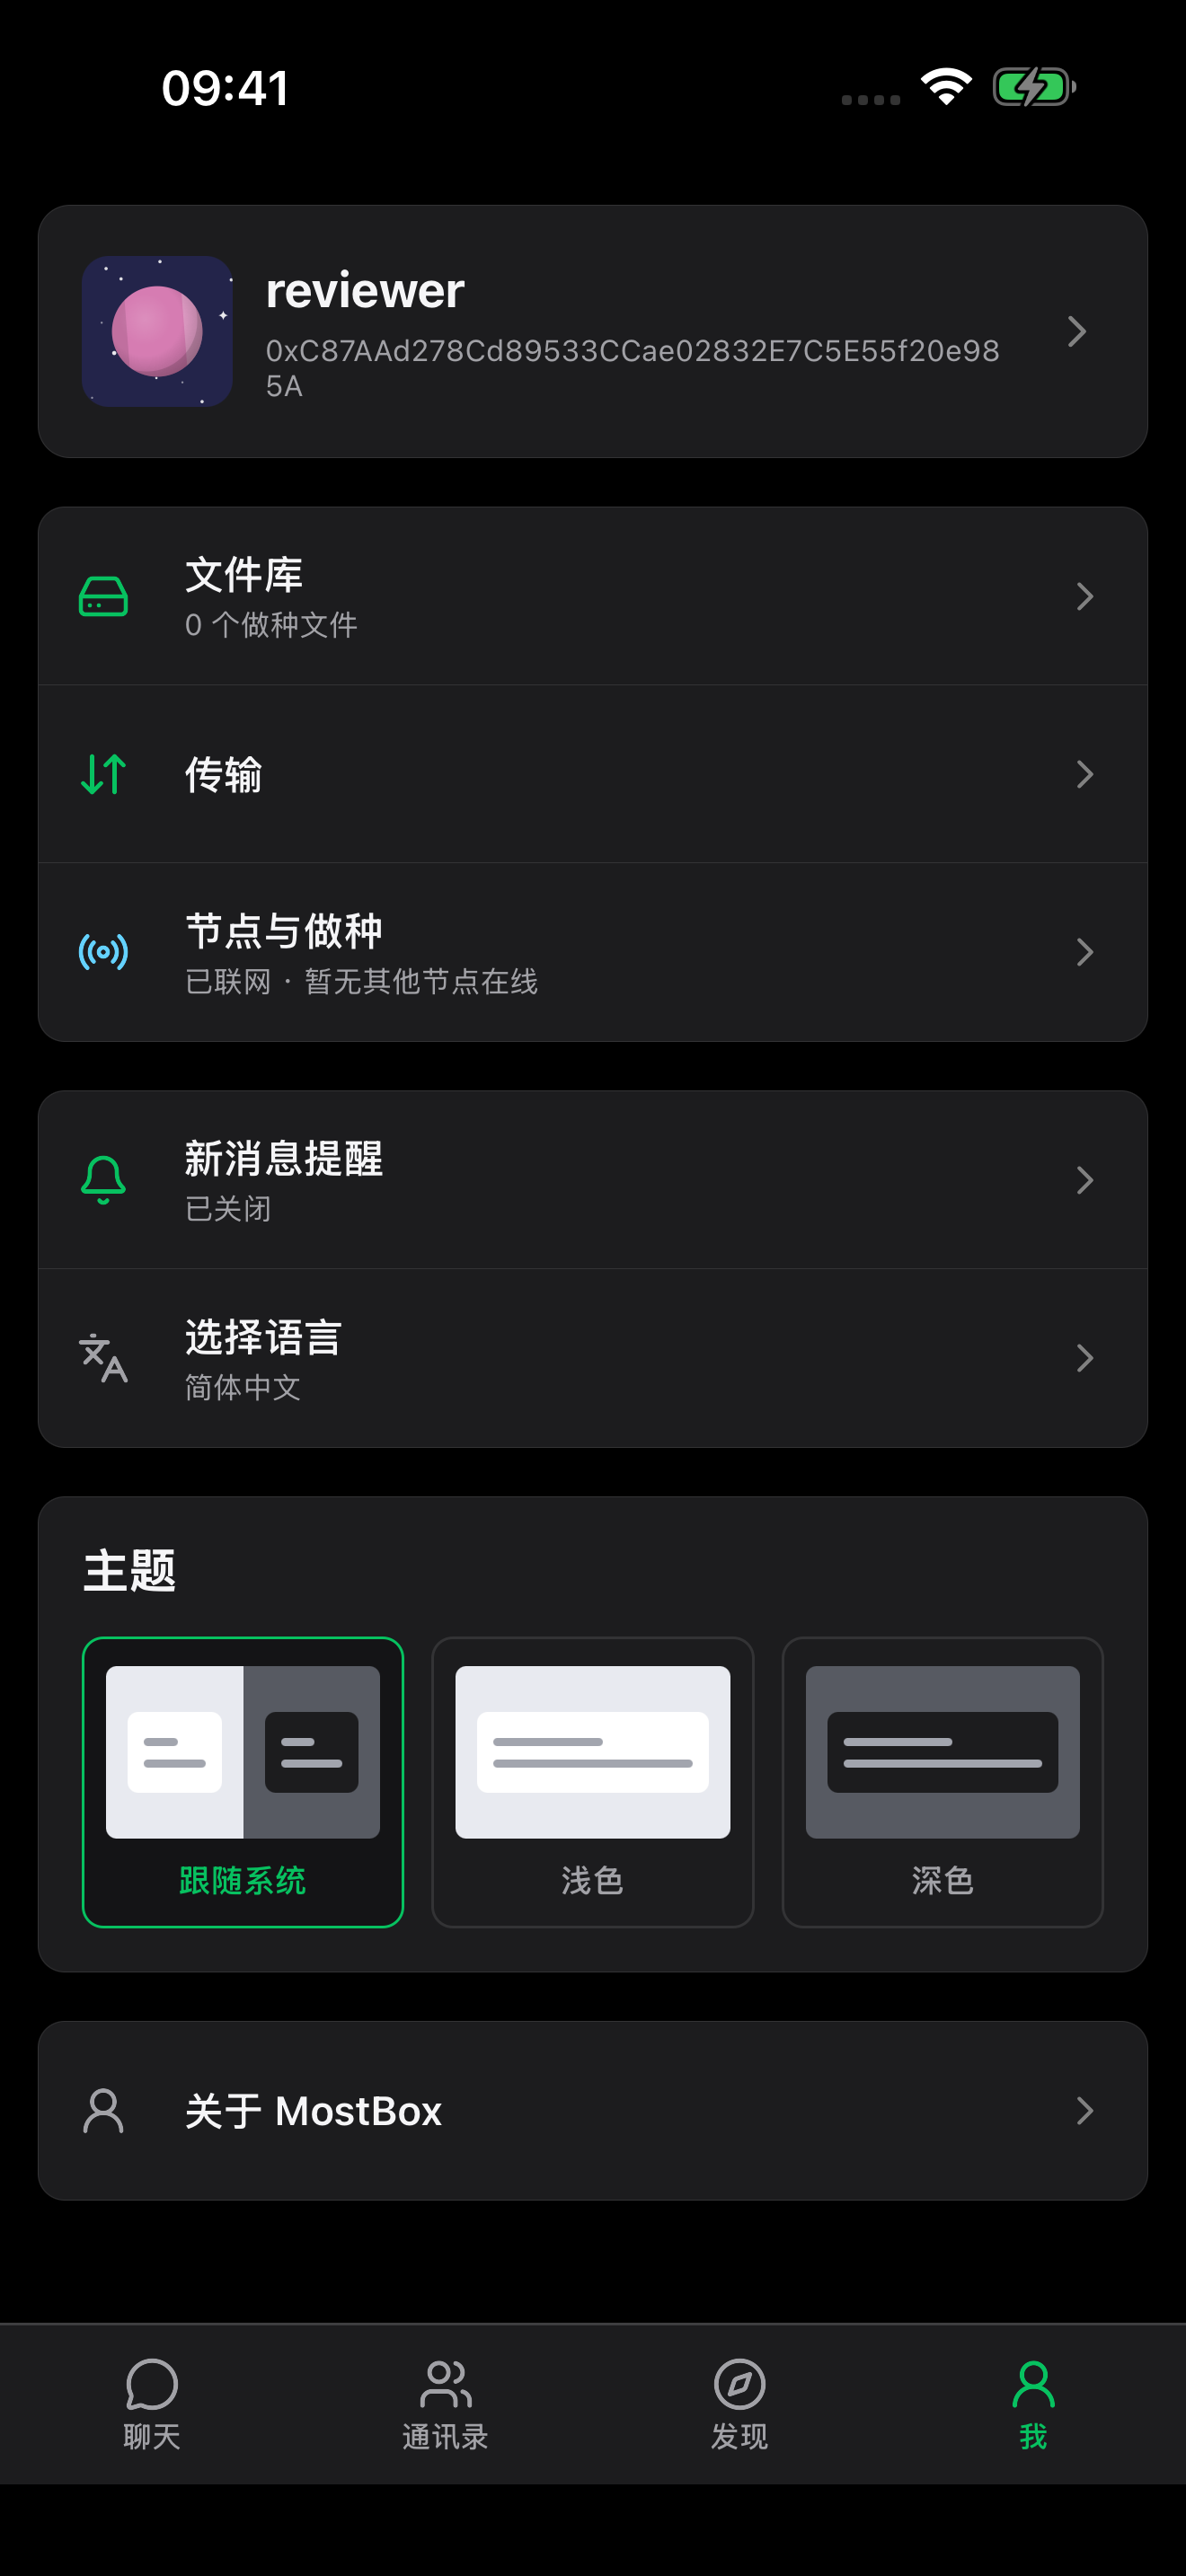 09:41
reviewer
0xC87AAd278Cd89533CCae02832E7C5E55f20e98
5A
文件库
0 个做种文件
传输
节点与做种
已联网 · 暂无其他节点在线
新消息提醒
已关闭
选择语言
简体中文
主题
跟随系统
浅色
深色
关于 MostBox
聊天
通讯录
发现
我